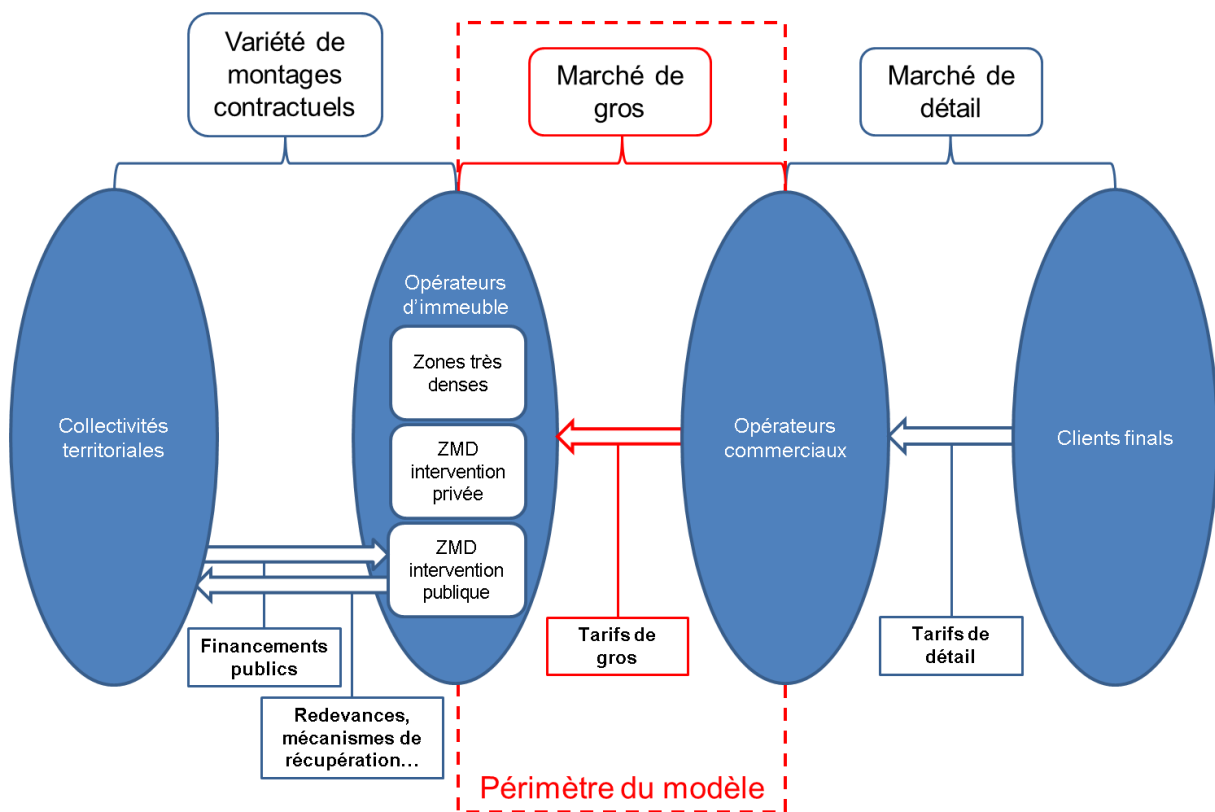 Variété de
montages
contractuels
Marché de
gros
Marché de
détail
Collectivités
territoriales
Opérateurs
d'immeuble
Zones très
denses
ZMD
intervention
privée
ZMD
intervention
publique
Opérateurs
commerciaux
Clients finals
Financements
publics
Redevances,
mécanismes de
récupération…
Tarifs de
gros
Tarifs de
détail
Périmètre du modèle